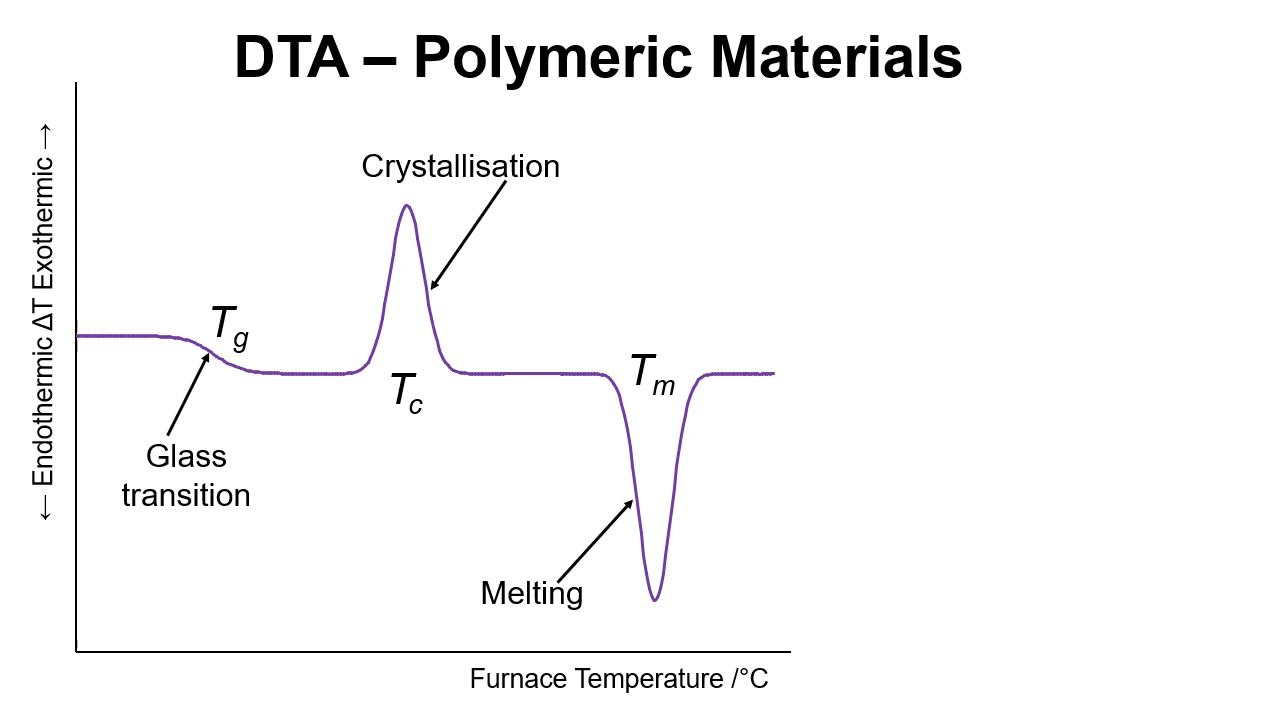 DTA – Polymeric Materials
← Endothermic ΔT Exothermic →
Crystallisation
Tg
Tc
Tm
Glass
transition
Melting
Furnace Temperature /°C